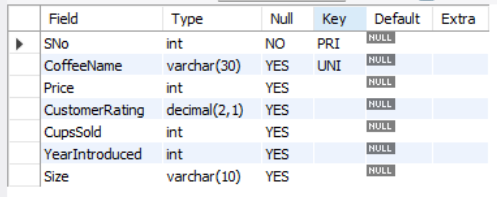 Field Type Null Key Default Extra
SNo int NO PRI NULL
CoffeeName varchar(30) YES UNI NULL
Price int YES NULL
CustomerRating decimal(2,1) YES NULL
CupsSold int YES NULL
YearIntroduced int YES NULL
Size varchar(10) YES NULL